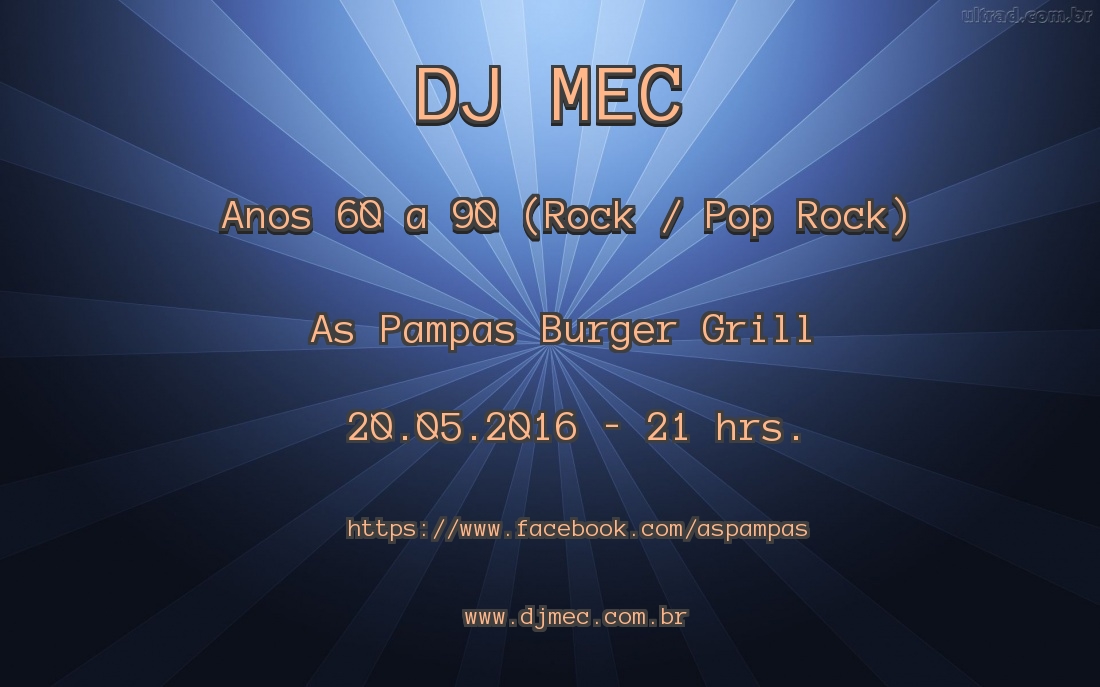 ultrad.com.br
DJ MEC
Anos 60 a 90 (Rock / Pop Rock)
As Pampas Burger Grill
20.05.2016 - 21 hrs.
https://www.facebook.com/aspampas
www.djmec.com.br